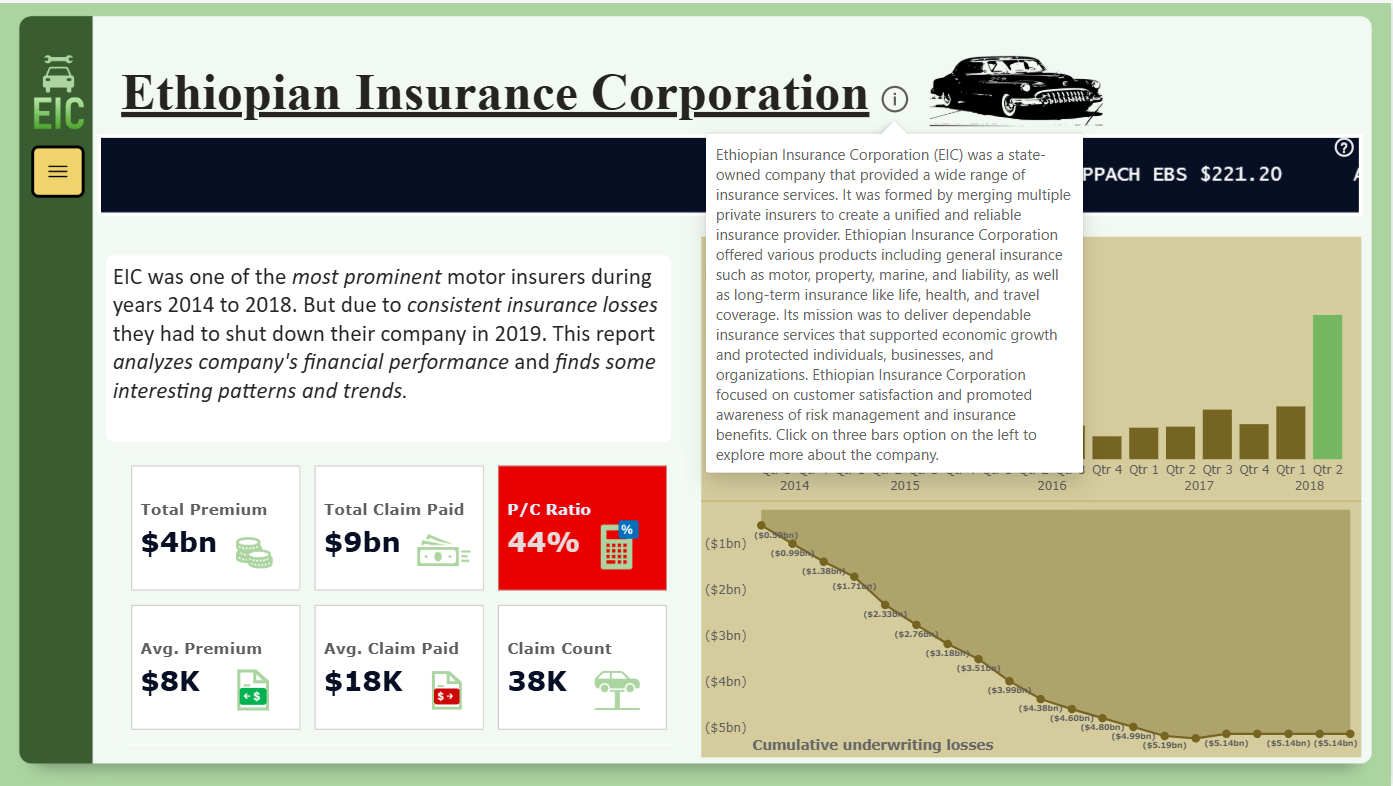 EIC
Ethiopian Insurance Corporation
Ethiopian Insurance Corporation (EIC) was a state-
owned company that provided a wide range of
insurance services. It was formed by merging multiple
private insurers to create a unified and reliable
insurance provider. Ethiopian Insurance Corporation
offered various products including general insurance
such as motor, property, marine, and liability, as well
as long-term insurance like life, health, and travel
coverage. Its mission was to deliver dependable
insurance services that supported economic growth
and protected individuals, businesses, and
organizations. Ethiopian Insurance Corporation
focused on customer satisfaction and promoted
awareness of risk management and insurance
benefits. Click on three bars option on the left to
explore more about the company.
PPACH EBS $221.20
EIC was one of the most prominent motor insurers during
years 2014 to 2018. But due to consistent insurance losses
they had to shut down their company in 2019. This report
analyzes company's financial performance and finds some
interesting patterns and trends.
Total Premium
$4bn
Total Claim Paid
$9bn
P/C Ratio
44%
%
Avg. Premium
$8K
$
Avg. Claim Paid
$18K
$
Claim Count
38K
Qtr 4 Qtr 1 Qtr 2 Qtr 3 Qtr 4 Qtr 1 Qtr 2
2014 2015 2016 2017 2018
($1bn)
($2bn)
($3bn)
($4bn)
($5bn)
($0.59bn)
($0.99bn)
($1.38bn)
($1.71bn)
($2.33bn)
($2.76bn)
($3.18bn)
($3.51bn)
($3.99bn)
($4.38bn)
($4.60bn)
($4.80bn)
($4.99bn)
($5.19bn)
($5.14bn)
($5.14bn)
($5.14bn)
Cumulative underwriting losses